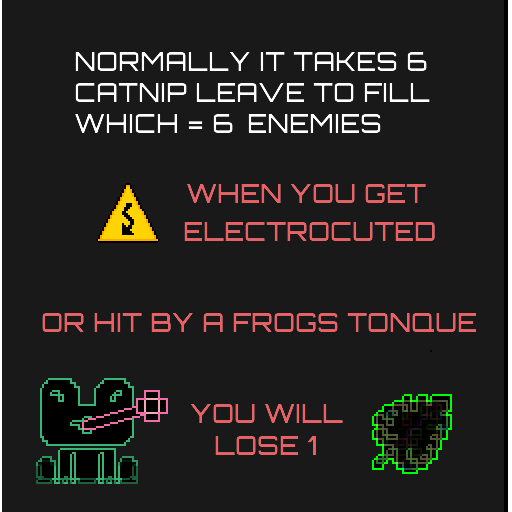 NORMALLY IT TAKES 6
CATNIP LEAVE TO FILL
WHICH = 6 ENEMIES
WHEN YOU GET
ELECTROCUTED
OR HIT BY A FROGS TONQUE
YOU WILL
LOSE 1